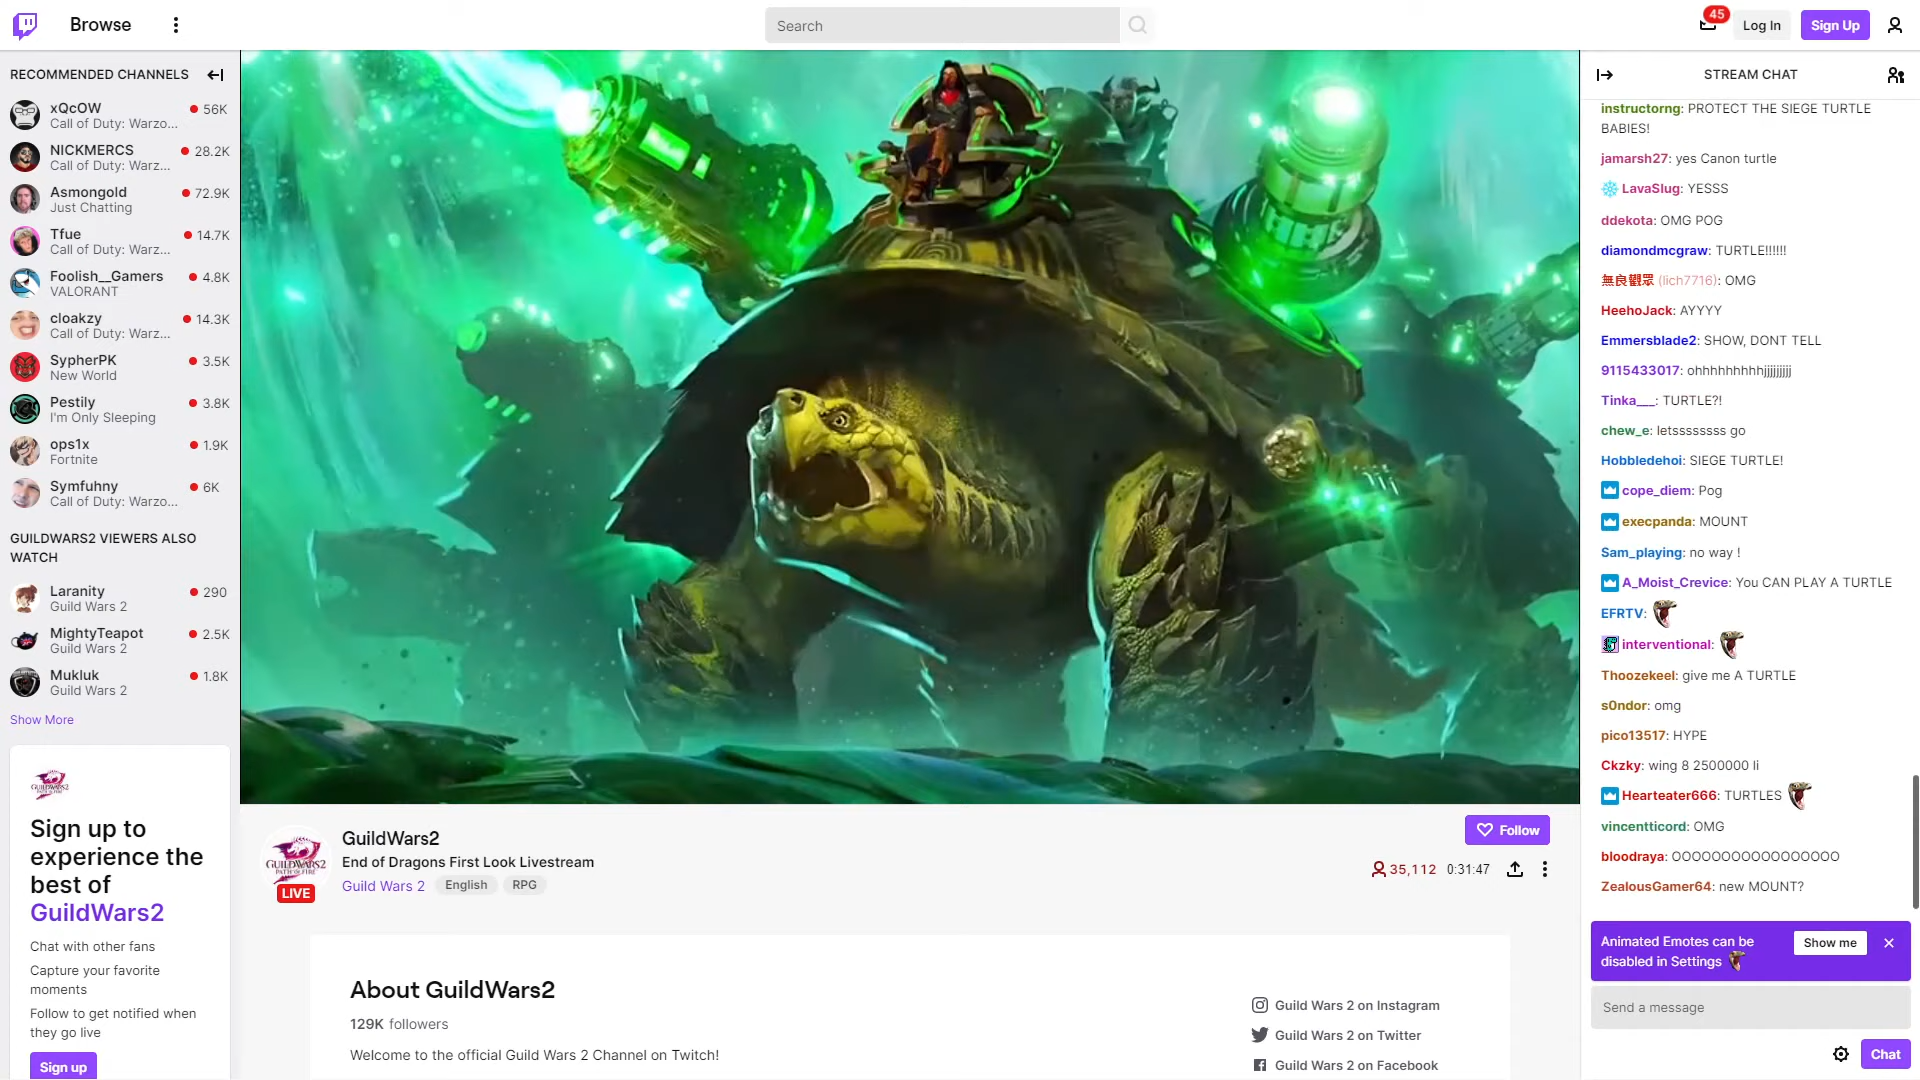 Browse
Search
45
Log In
Sign Up
RECOMMENDED CHANNELS
xQcOW
56K
Call of Duty: Warzo...
NICKMERCS
28.2K
Call of Duty: Warz...
Asmongold
72.9K
Just Chatting
Tfue
14.7K
Call of Duty: Warz...
Foolish__Gamers
4.8K
VALORANT
cloakzy
14.3K
Call of Duty: Warz...
SypherPK
3.5K
New World
Pestily
3.8K
I'm Only Sleeping
ops1x
1.9K
Fortnite
Symfuhny
6K
Call of Duty: Warzo...
GUILDWARS2 VIEWERS ALSO
WATCH
Laranity
290
Guild Wars 2
MightyTeapot
2.5K
Guild Wars 2
Mukluk
1.8K
Guild Wars 2
Show More
GUILDWARS2
Sign up to
experience the
best of
GuildWars2
Chat with other fans
Capture your favorite
moments
Follow to get notified when
they go live
Sign up
GUILDWARS2
PATH OF FIRE
LIVE
GuildWars2
End of Dragons First Look Livestream
Guild Wars 2
English
RPG
Follow
35,112
0:31:47
About GuildWars2
129K followers
Welcome to the official Guild Wars 2 Channel on Twitch!
Guild Wars 2 on Instagram
Guild Wars 2 on Twitter
Guild Wars 2 on Facebook
STREAM CHAT
instructorng: PROTECT THE SIEGE TURTLE
BABIES!
jamarsh27: yes Canon turtle
LavaSlug: YESSS
ddekota: OMG POG
diamondmcgraw: TURTLE!!!!!!
無良觀眾 (lich7716): OMG
HeehoJack: AYYYY
Emmersblade2: SHOW, DONT TELL
9115433017: ohhhhhhhhhjjjjjjjjj
Tinka___: TURTLE?!
chew_e: letssssssss go
Hobbledehoi: SIEGE TURTLE!
cope_diem: Pog
execpanda: MOUNT
Sam_playing: no way !
A_Moist_Crevice: You CAN PLAY A TURTLE
EFRTV:
interventional:
Thoozekeel: give me A TURTLE
s0ndor: omg
pico13517: HYPE
Ckzky: wing 8 2500000 li
Hearteater666: TURTLES
vincentticord: OMG
bloodraya: OOOOOOOOOOOOOOOOO
ZealousGamer64: new MOUNT?
Animated Emotes can be
disabled in Settings
Show me
Send a message
Chat